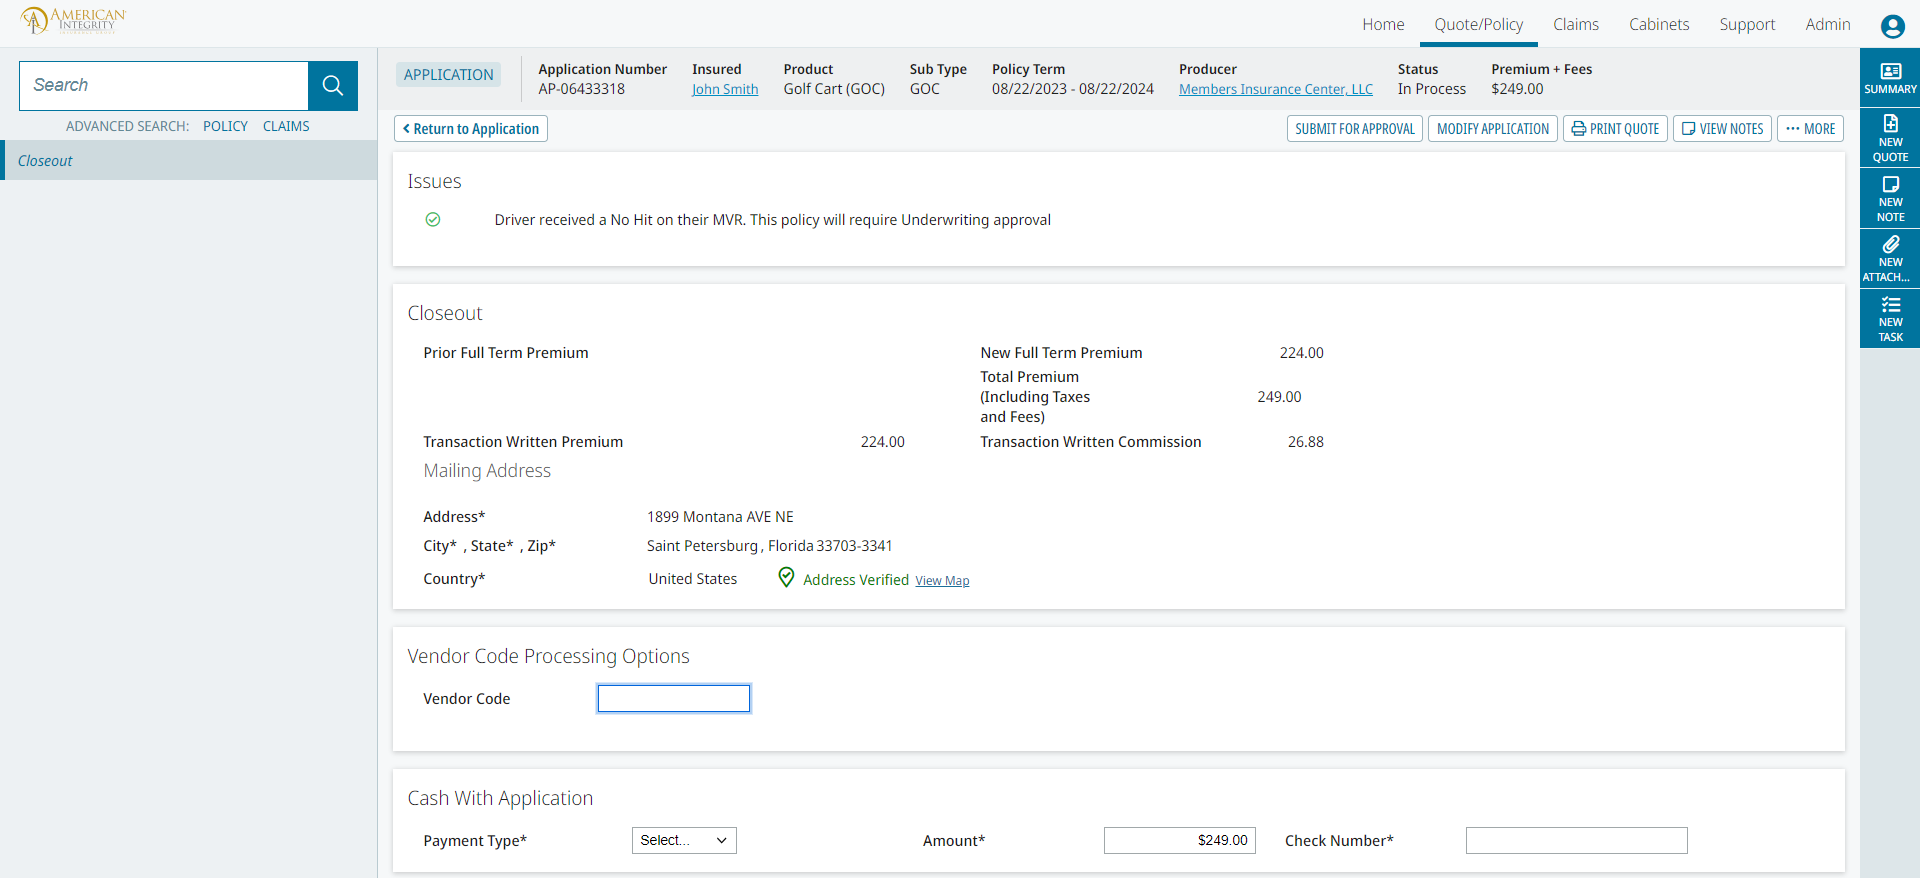 AMERICAN INTEGRITY
Home Quote/Policy Claims Cabinets Support Admin
Search
ADVANCED SEARCH: POLICY CLAIMS
Closeout
APPLICATION
Application Number
AP-06433318
Insured
John Smith
Product
Golf Cart (GOC)
Sub Type
GOC
Policy Term
08/22/2023 - 08/22/2024
Producer
Members Insurance Center, LLC
Status
In Process
Premium + Fees
$249.00
Return to Application
SUBMIT FOR APPROVAL MODIFY APPLICATION PRINT QUOTE VIEW NOTES ••• MORE
SUMMARY
NEW QUOTE
NEW NOTE
NEW ATTACH...
NEW TASK
Issues
Driver received a No Hit on their MVR. This policy will require Underwriting approval
Closeout
Prior Full Term Premium
New Full Term Premium 224.00
Total Premium
(Including Taxes 249.00
and Fees)
Transaction Written Premium 224.00
Transaction Written Commission 26.88
Mailing Address
Address* 1899 Montana AVE NE
City* , State* , Zip* Saint Petersburg , Florida 33703-3341
Country* United States Address Verified View Map
Vendor Code Processing Options
Vendor Code
Cash With Application
Payment Type* Select... Amount* $249.00 Check Number*